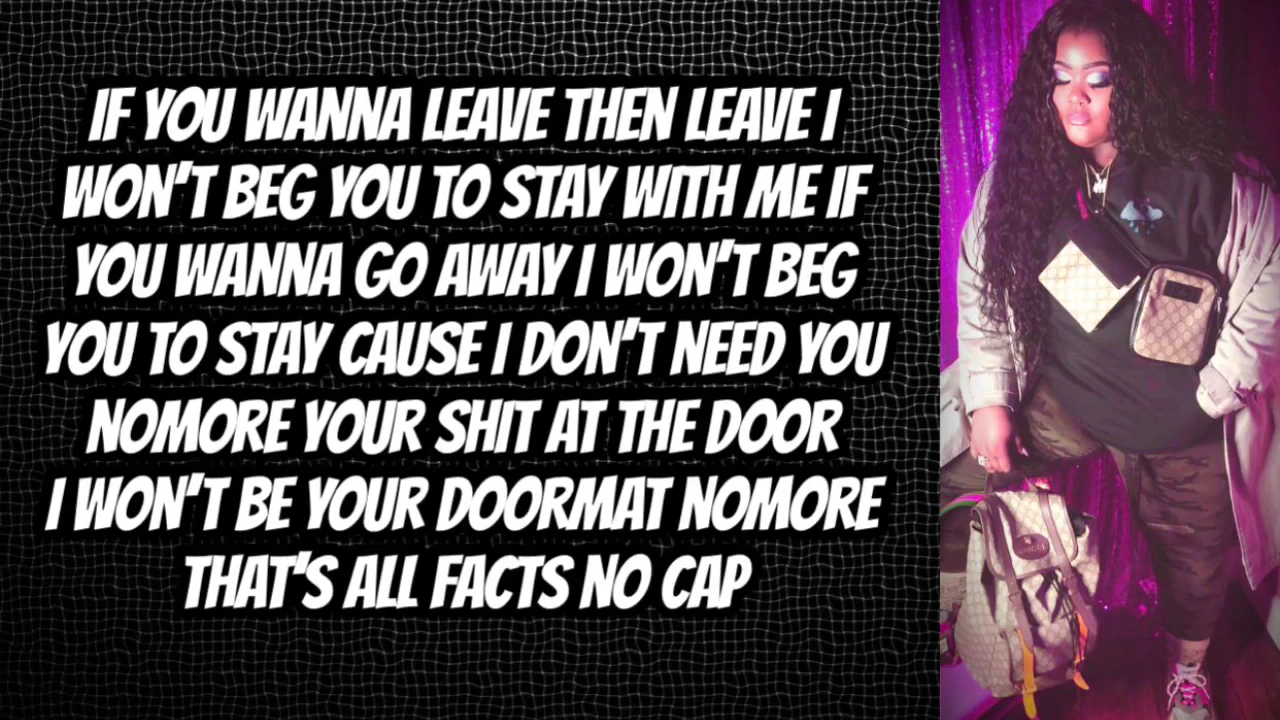 IF YOU WANNA LEAVE THEN LEAVE I
WON'T BEG YOU TO STAY WITH ME IF
YOU WANNA GO AWAY I WON'T BEG
YOU TO STAY CAUSE I DON'T NEED YOU
NOMORE YOUR SHIT AT THE DOOR
I WON'T BE YOUR DOORMAT NOMORE
THAT'S ALL FACTS NO CAP
GUCCI